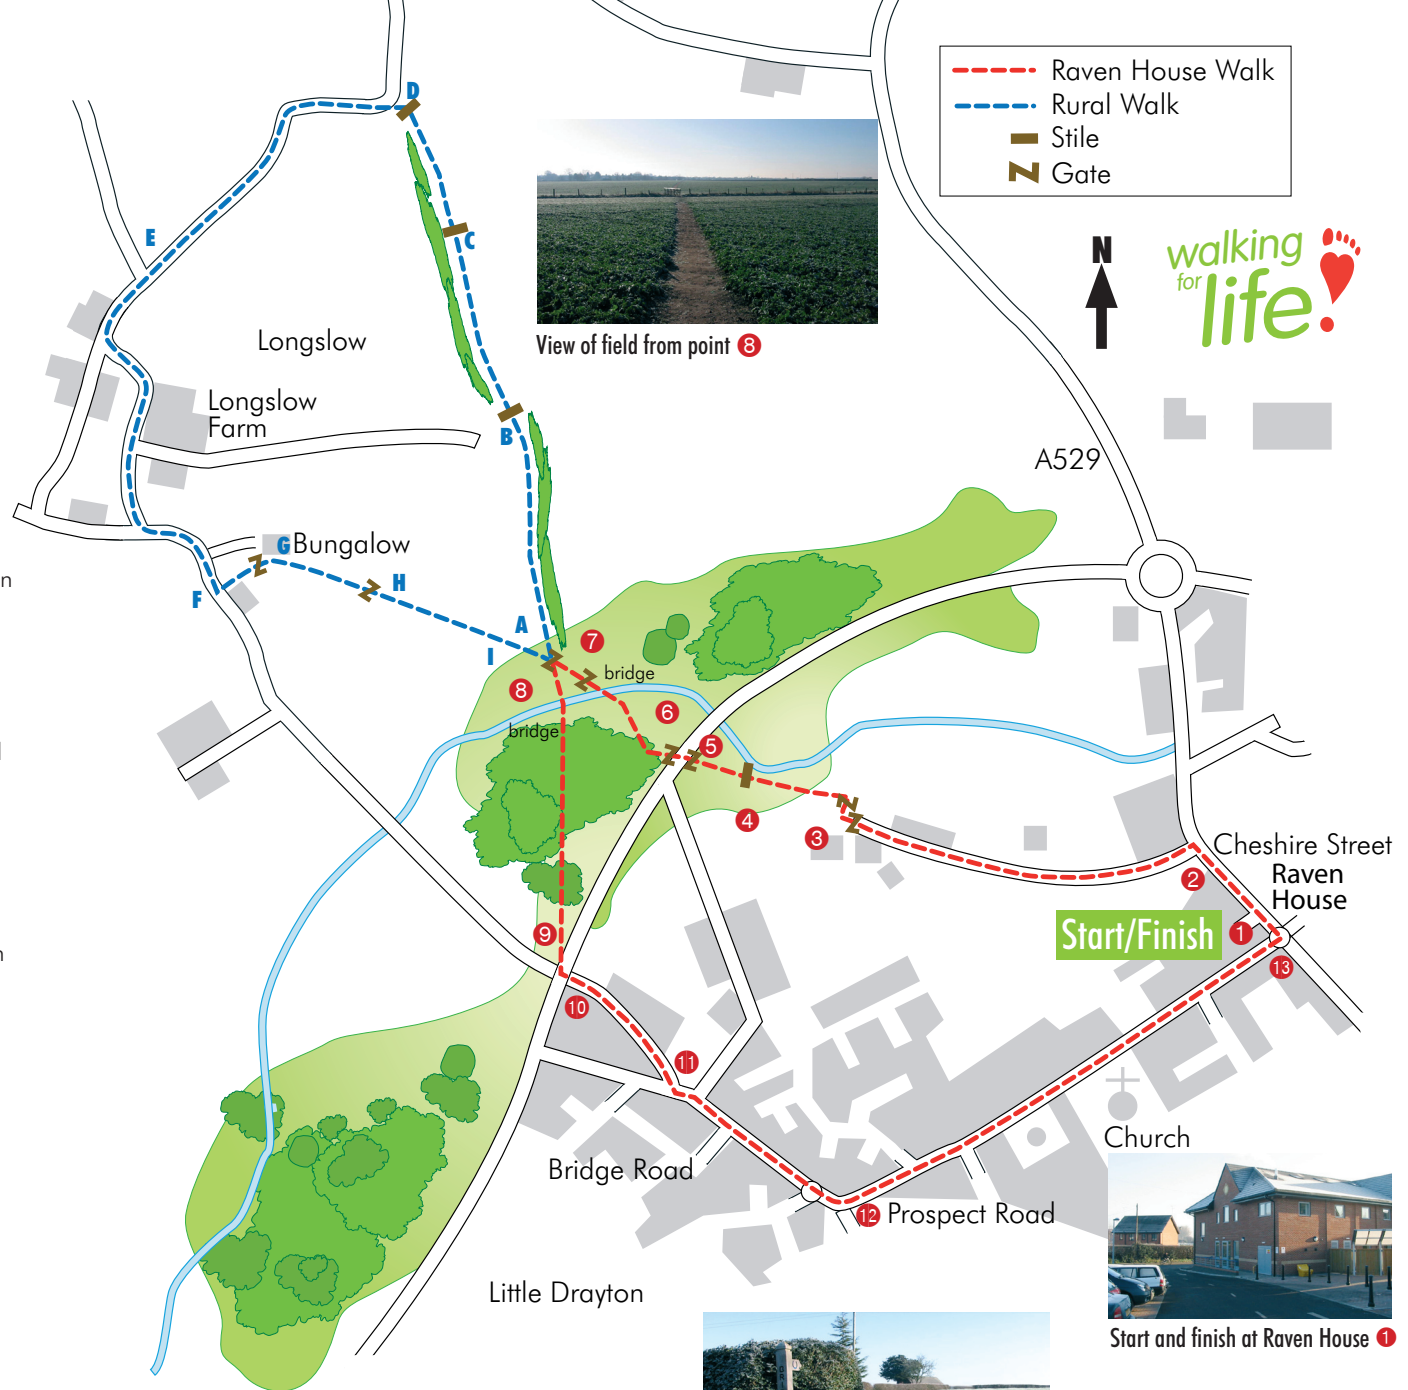 D
Raven House Walk
Rural Walk
Stile
Gate
E
C
N
walking
for
life!
Longslow
View of field from point 8
Longslow
Farm
B
A529
G
Bungalow
H
n
F
A
7
I
bridge
8
6
bridge
5
4
3
Cheshire Street
2
Raven
House
Start/Finish
1
9
13
10
11
Church
Bridge Road
12
Prospect Road
Little Drayton
Start and finish at Raven House 1